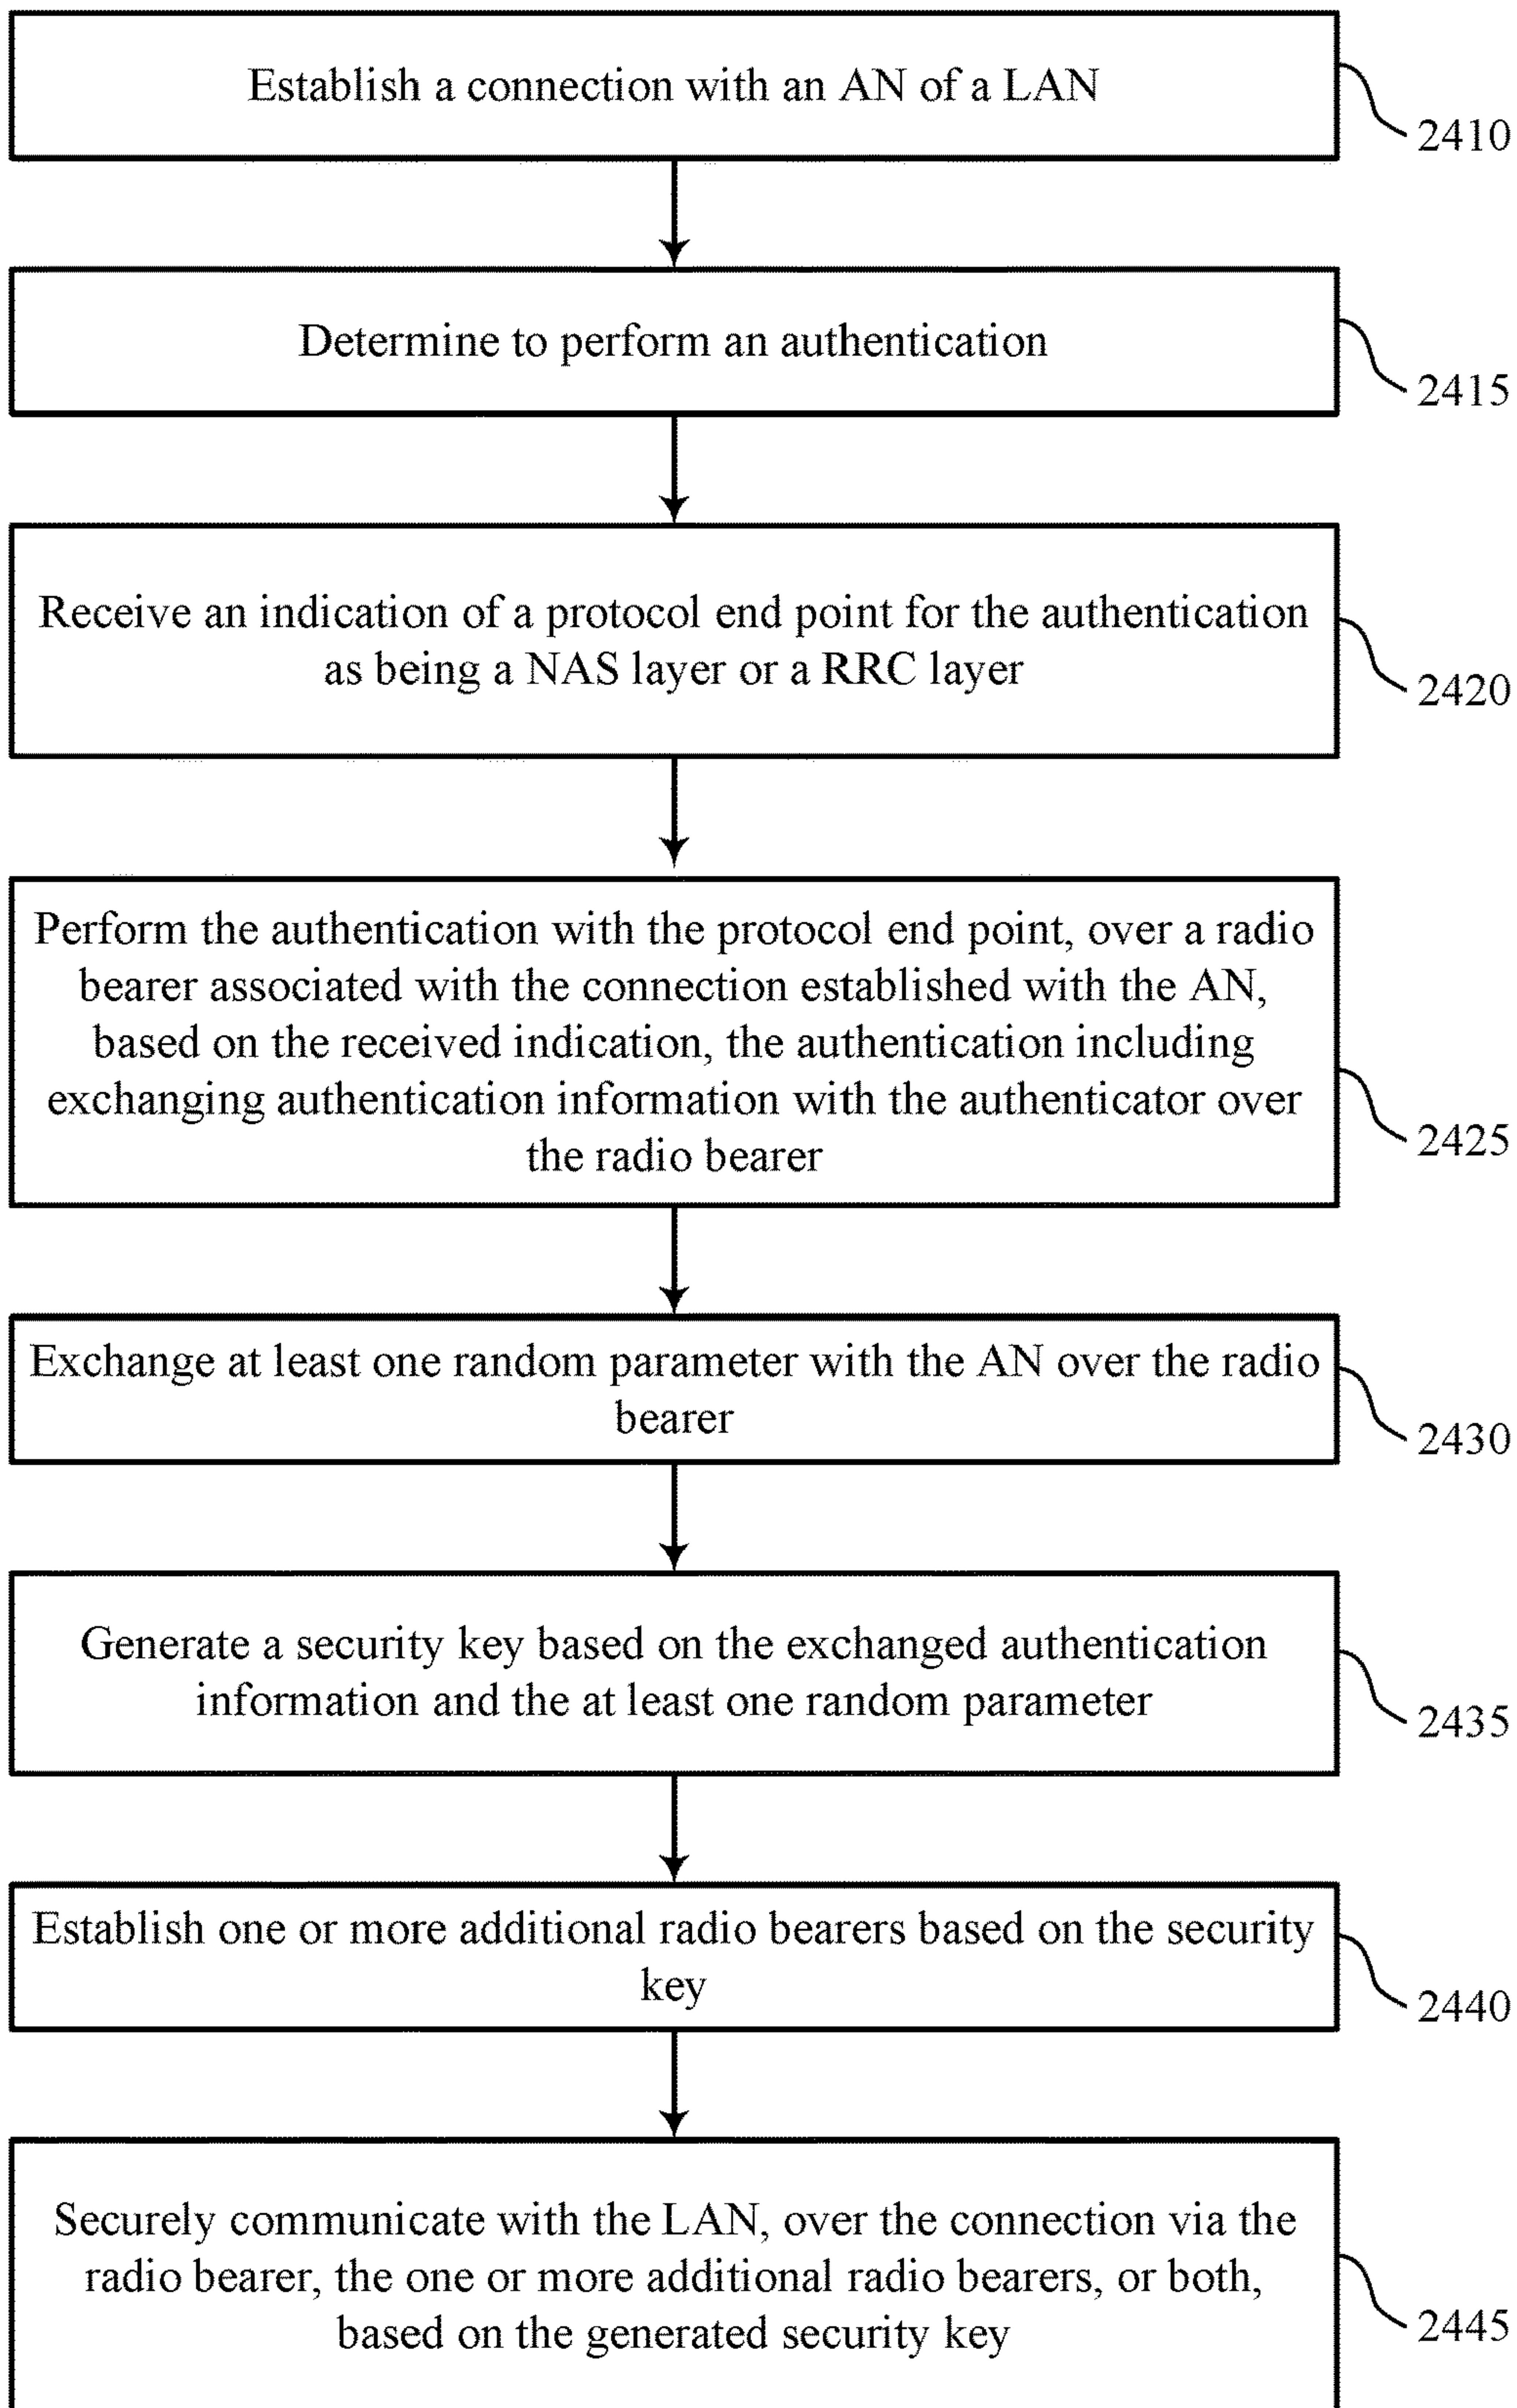 Establish a connection with an AN of a LAN
2410
Determine to perform an authentication
2415
Receive an indication of a protocol end point for the authentication
as being a NAS layer or a RRC layer
2420
Perform the authentication with the protocol end point, over a radio
bearer associated with the connection established with the AN,
based on the received indication, the authentication including
exchanging authentication information with the authenticator over
the radio bearer
2425
Exchange at least one random parameter with the AN over the radio
bearer
2430
Generate a security key based on the exchanged authentication
information and the at least one random parameter
2435
Establish one or more additional radio bearers based on the security
key
2440
Securely communicate with the LAN, over the connection via the
radio bearer, the one or more additional radio bearers, or both,
based on the generated security key
2445